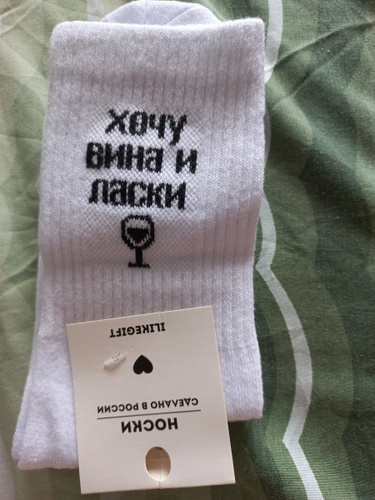 хочу
вина и
ласки
НОСКИ
СДЕЛАНО В РОССИИ
ILIKEGIFT